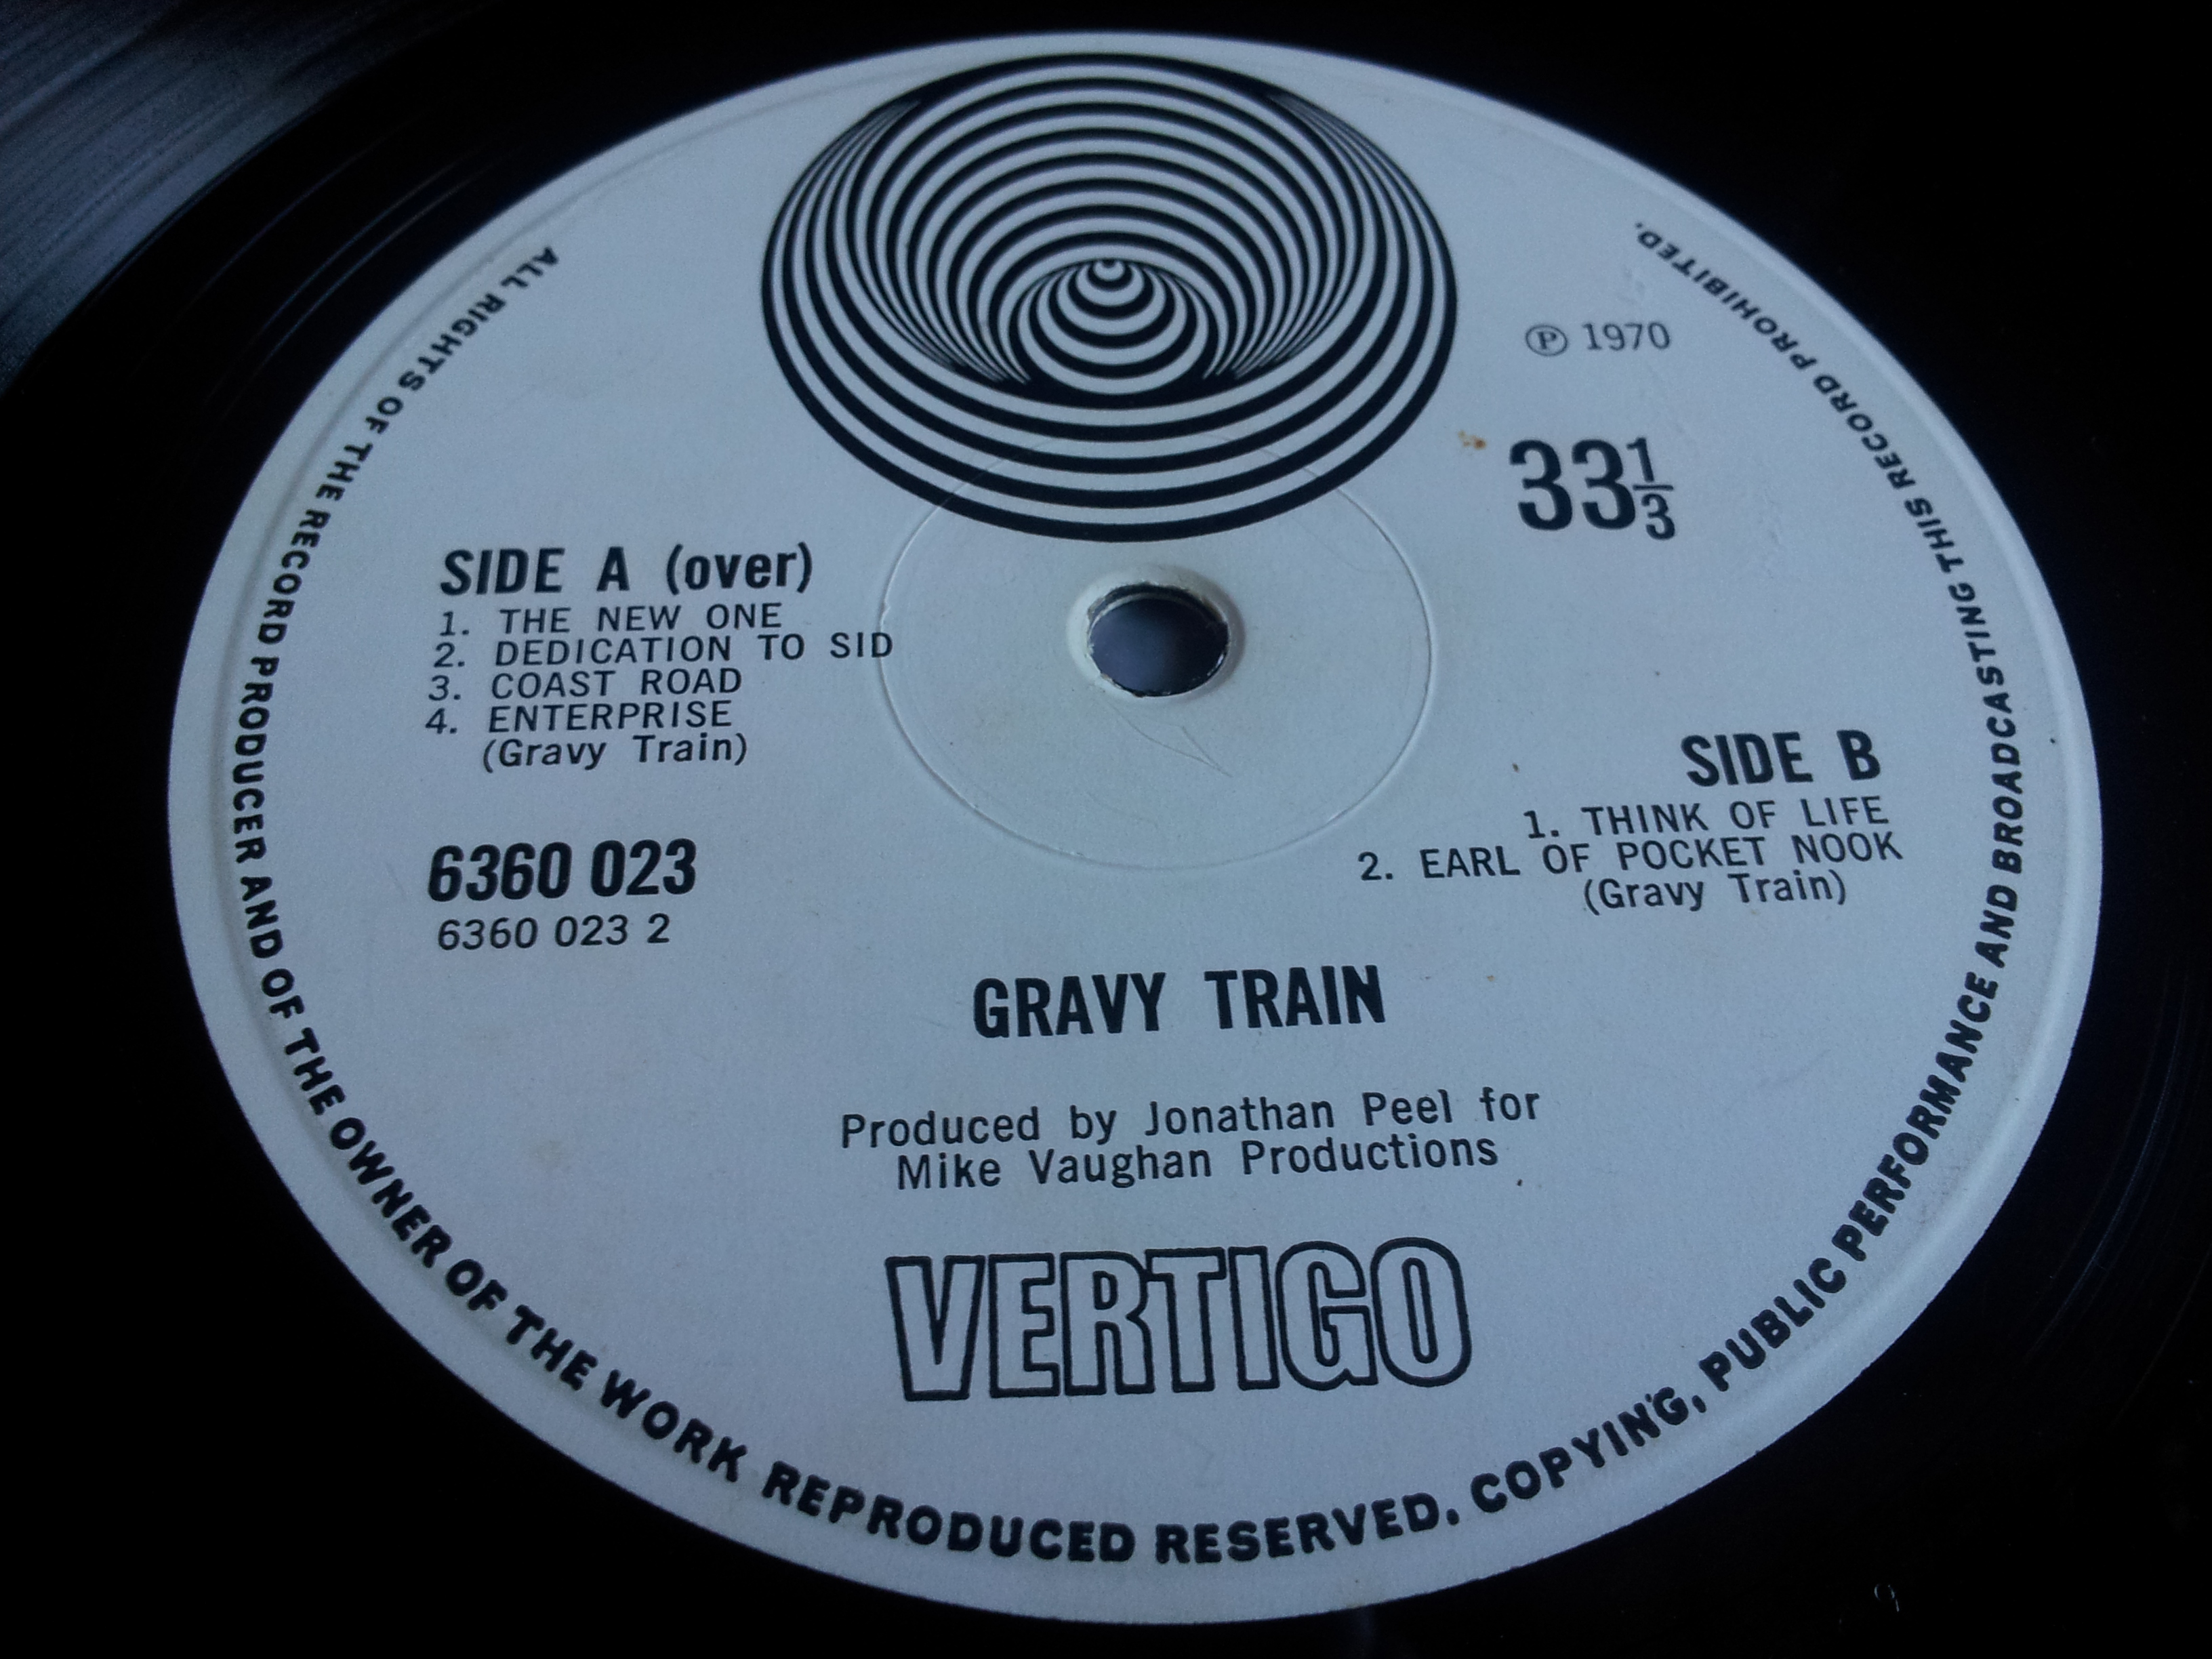 ALL RIGHTS OF THE RECORD PRODUCER AND OF THE OWNER OF THE WORK REPRODUCED RESERVED. COPYING, PUBLIC PERFORMANCE AND BROADCASTING THIS RECORD PROHIBITED.
Ⓟ 1970
33 1/3
SIDE A (over)
1. THE NEW ONE
2. DEDICATION TO SID
3. COAST ROAD
4. ENTERPRISE
(Gravy Train)
6360 023
6360 023 2
SIDE B
1. THINK OF LIFE
2. EARL OF POCKET NOOK
(Gravy Train)
GRAVY TRAIN
Produced by Jonathan Peel for
Mike Vaughan Productions
VERTIGO